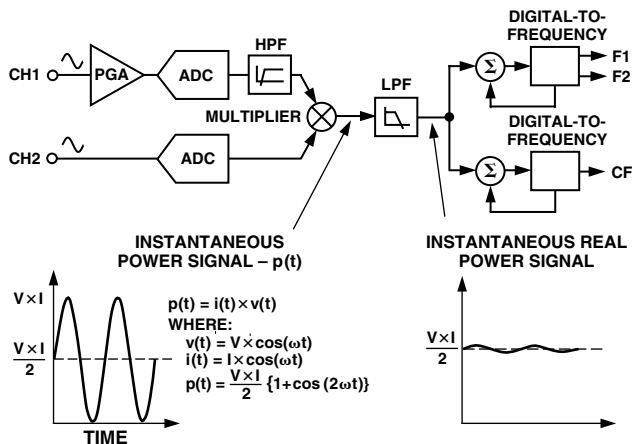 DIGITAL-TO-
FREQUENCY
F1
F2
HPF
CH1
PGA
ADC
Σ
LPF
MULTIPLIER
DIGITAL-TO-
FREQUENCY
CH2
ADC
Σ
CF
INSTANTANEOUS
POWER SIGNAL – p(t)
INSTANTANEOUS REAL
POWER SIGNAL
V × I
V × I
2
TIME
p(t) = i(t) × v(t)
WHERE:
v(t) = V × cos(ωt)
i(t) = I × cos(ωt)
p(t) = V × I / 2 {1+cos (2ωt)}
V × I
2
TIME